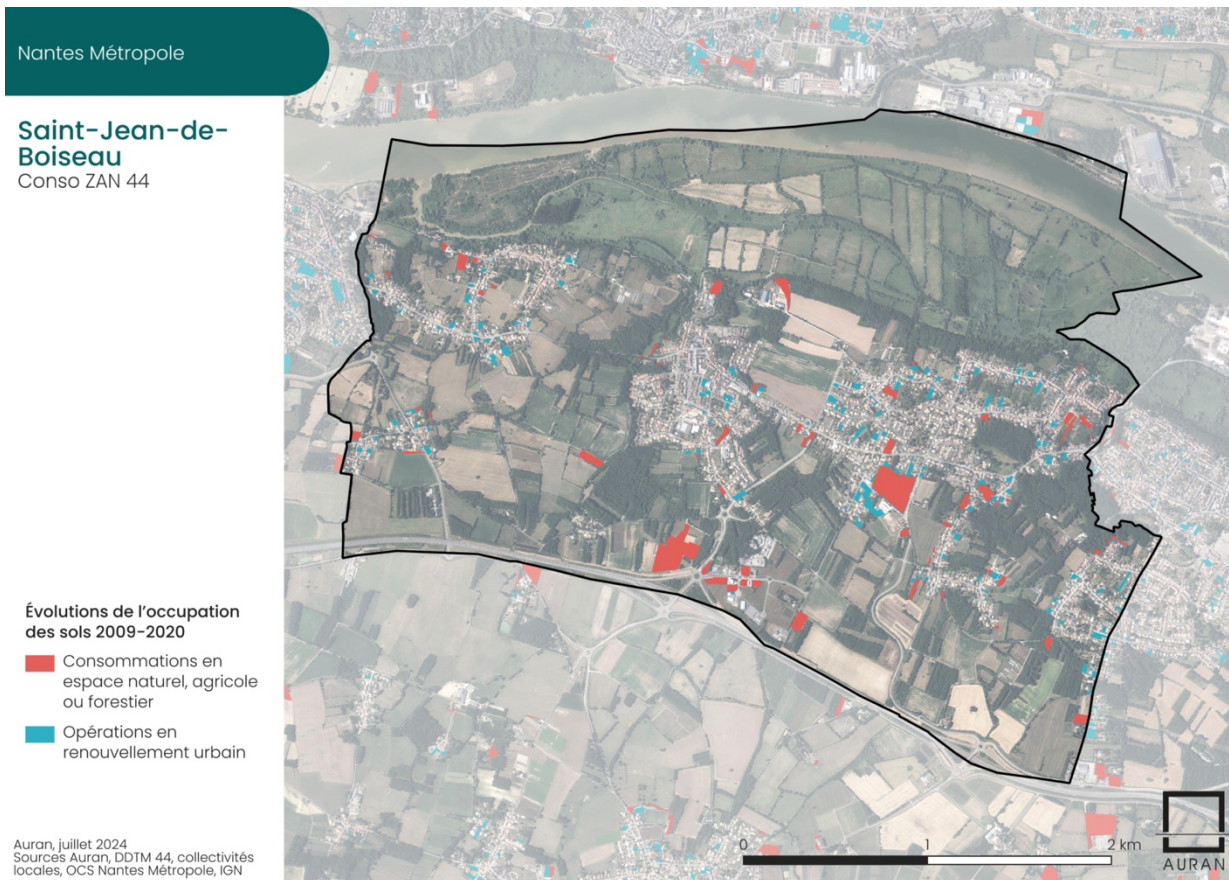 Nantes Métropole
Saint-Jean-de-
Boiseau
Conso ZAN 44
Évolutions de l'occupation
des sols 2009-2020
Consommations en
espace naturel, agricole
ou forestier
Opérations en
renouvellement urbain
Auran, juillet 2024
Sources Auran, DDTM 44, collectivités
locales, OCS Nantes Métropole, IGN
0 1 2 km
AURAN